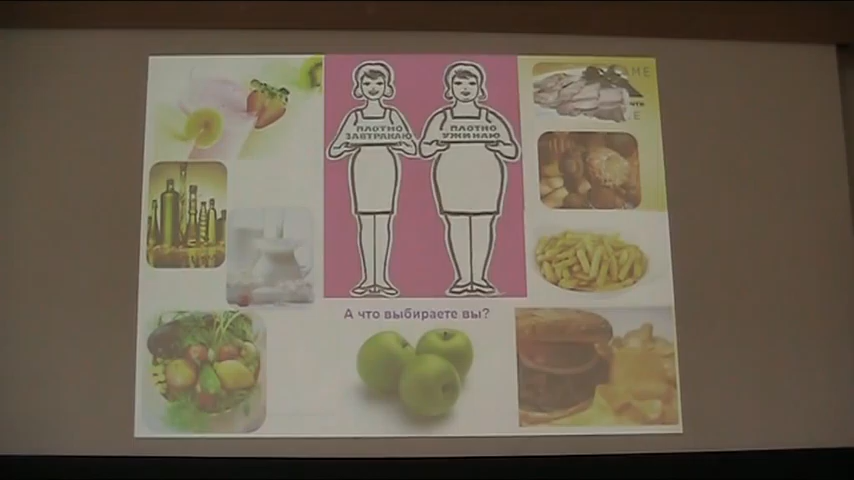 ПЛОТНО
ЗАВТРАКАЮ
ПЛОТНО
УЖИНАЮ
А что выбираете вы?